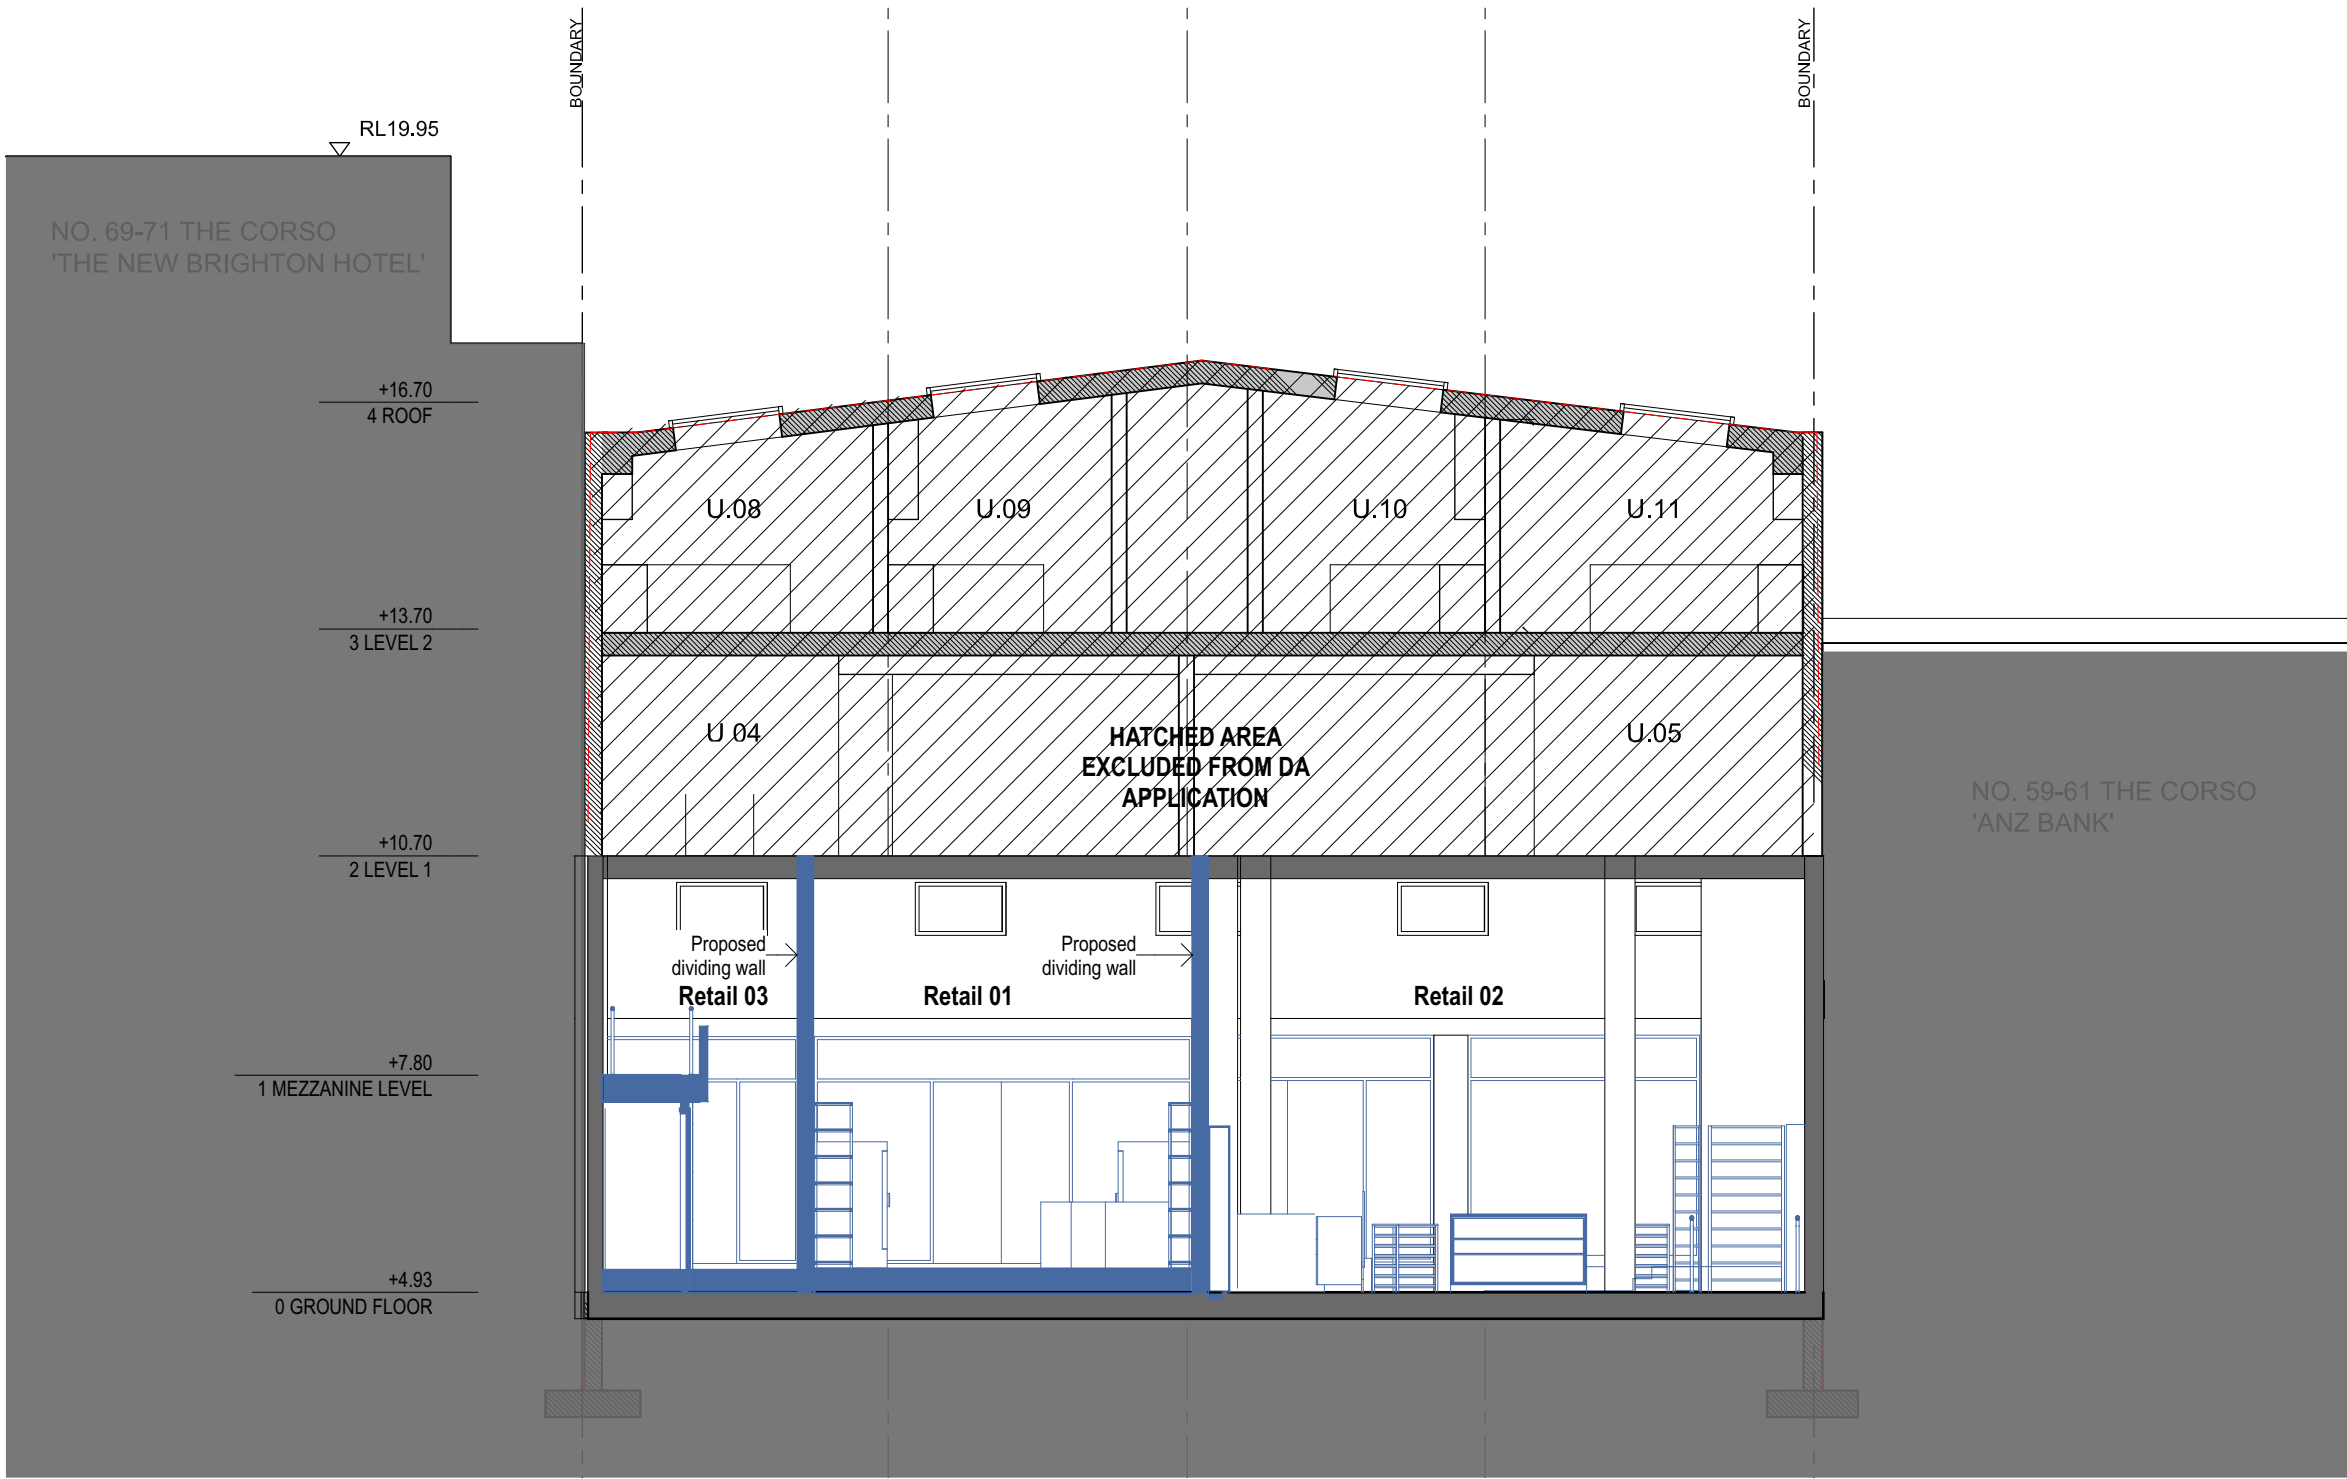 BOUNDARY
BOUNDARY
RL19.95
NO. 69-71 THE CORSO
'THE NEW BRIGHTON HOTEL'
+16.70
4 ROOF
U.08
U.09
U.10
U.11
+13.70
3 LEVEL 2
U 04
HATCHED AREA
EXCLUDED FROM DA
APPLICATION
U.05
NO. 59-61 THE CORSO
'ANZ BANK'
+10.70
2 LEVEL 1
Proposed
dividing wall
Proposed
dividing wall
Retail 03
Retail 01
Retail 02
+7.80
1 MEZZANINE LEVEL
+4.93
0 GROUND FLOOR